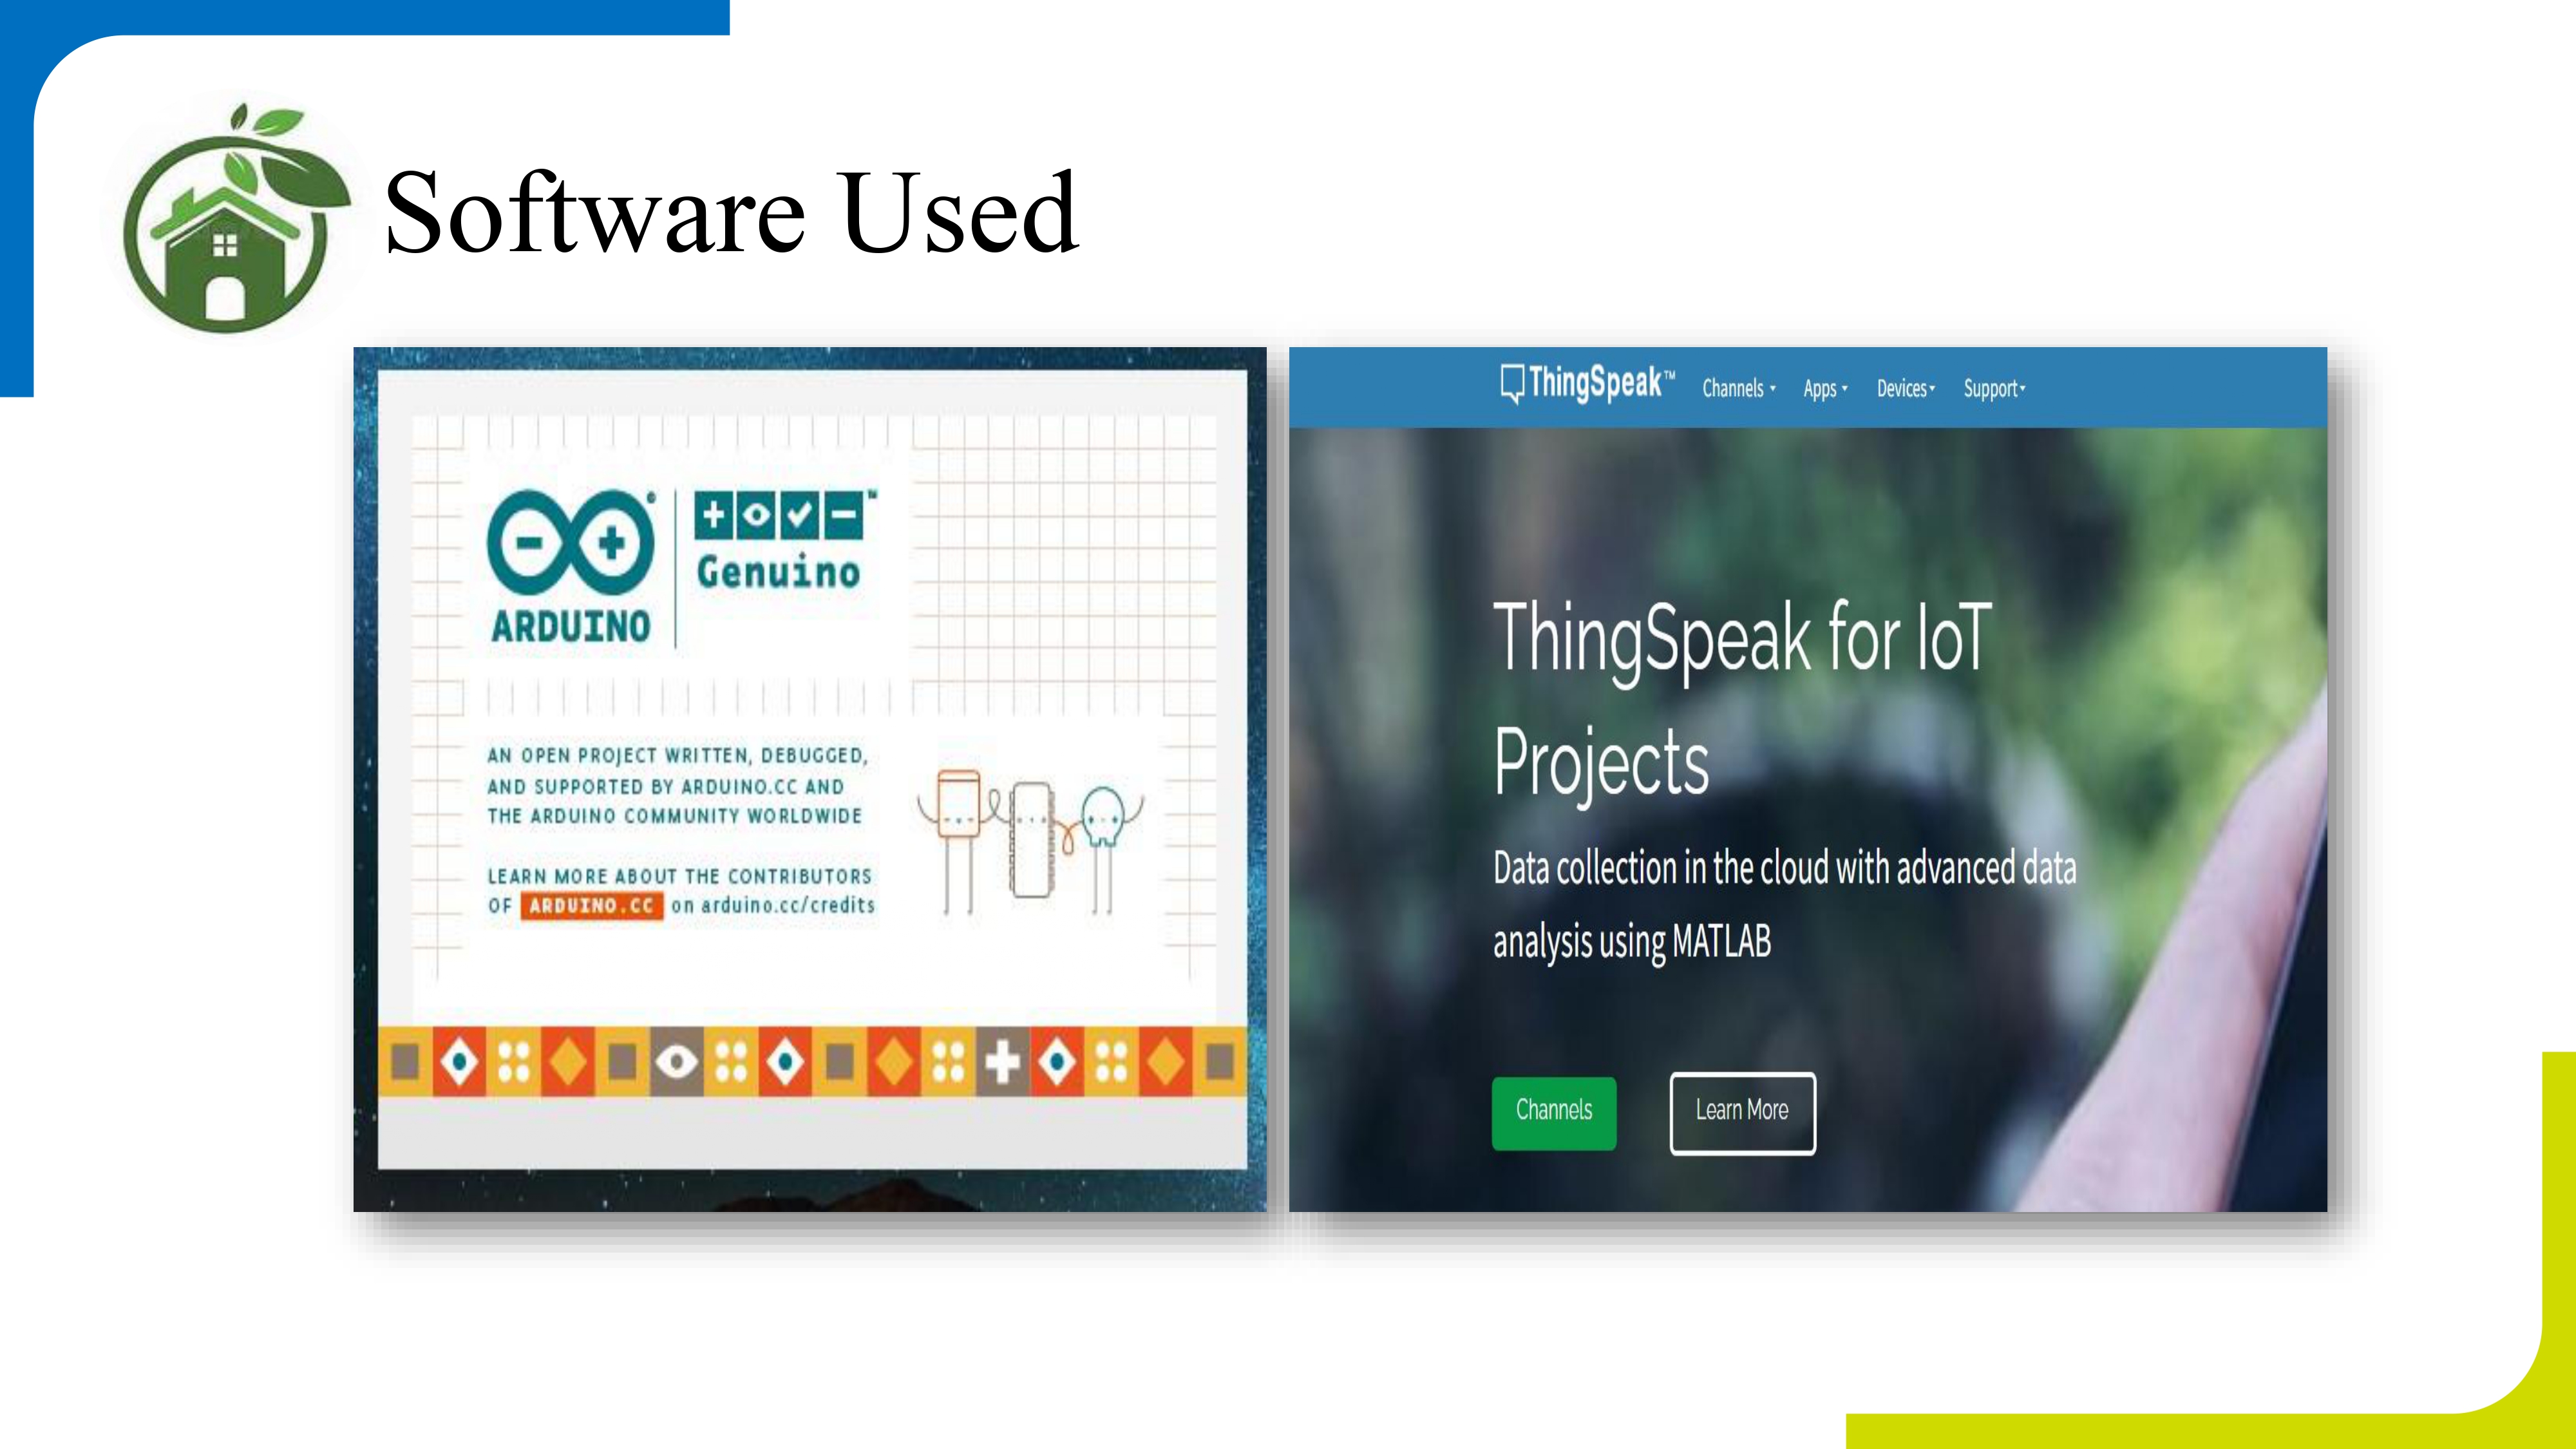 Software Used
ARDUINO
Genuino
AN OPEN PROJECT WRITTEN, DEBUGGED,
AND SUPPORTED BY ARDUINO.CC AND
THE ARDUINO COMMUNITY WORLDWIDE
LEARN MORE ABOUT THE CONTRIBUTORS
OF ARDUINO.CC on arduino.cc/credits
ThingSpeak™ Channels Apps Devices Support
ThingSpeak for IoT
Projects
Data collection in the cloud with advanced data
analysis using MATLAB
Channels Learn More